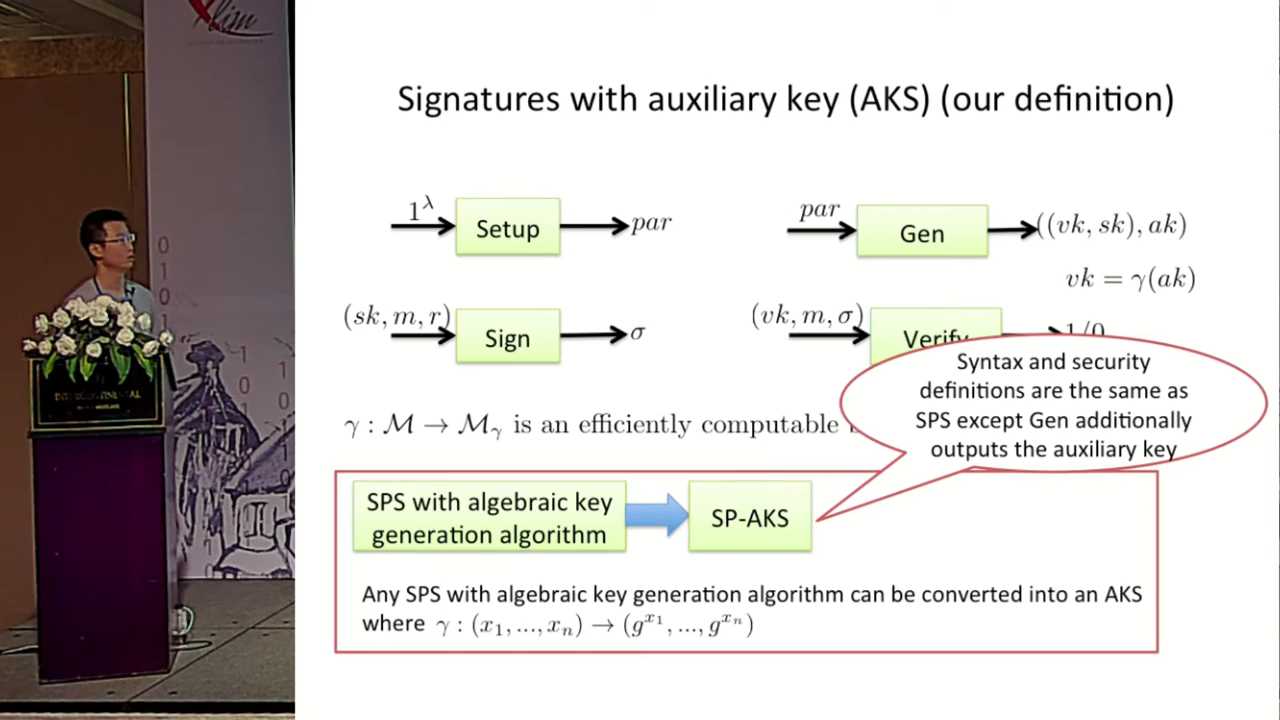 Signatures with auxiliary key (AKS) (our definition)
1^λ
Setup
par
par
Gen
((vk, sk), ak)
vk = γ(ak)
(sk, m, r)
Sign
σ
(vk, m, σ)
Verify
1/0
Syntax and security
definitions are the same as
SPS except Gen additionally
outputs the auxiliary key
γ : M → M_γ is an efficiently computable
SPS with algebraic key
generation algorithm
SP-AKS
Any SPS with algebraic key generation algorithm can be converted into an AKS
where γ : (x_1, ..., x_n) → (g^{x_1}, ..., g^{x_n})
INTERCONTINENTAL